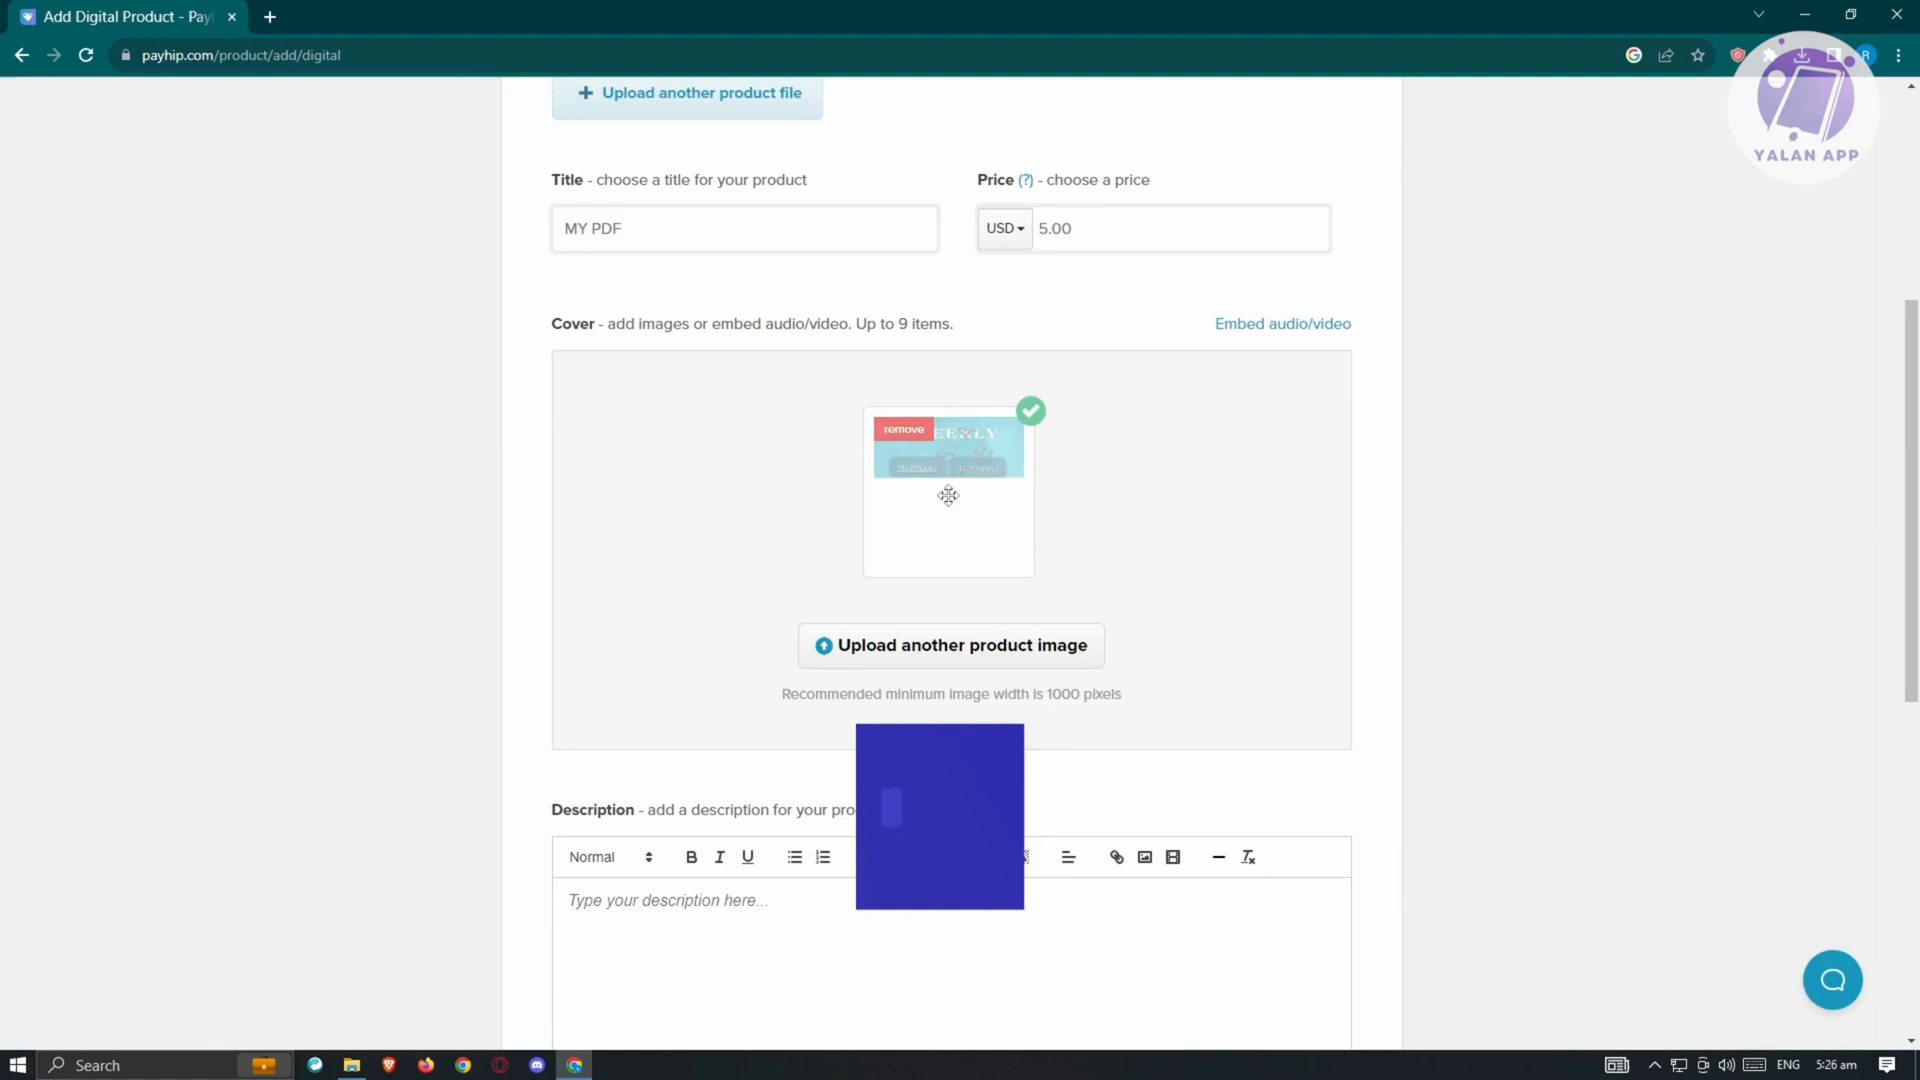 Add Digital Product - Pay
payhip.com/product/add/digital
YALAN APP
Upload another product file
Title - choose a title for your product
Price (?) - choose a price
MY PDF
USD 5.00
Cover - add images or embed audio/video. Up to 9 items.
Embed audio/video
remove
Upload another product image
Recommended minimum image width is 1000 pixels
Description - add a description for your pro
Normal
B I U
Type your description here...
Search
ENG
5:26 am